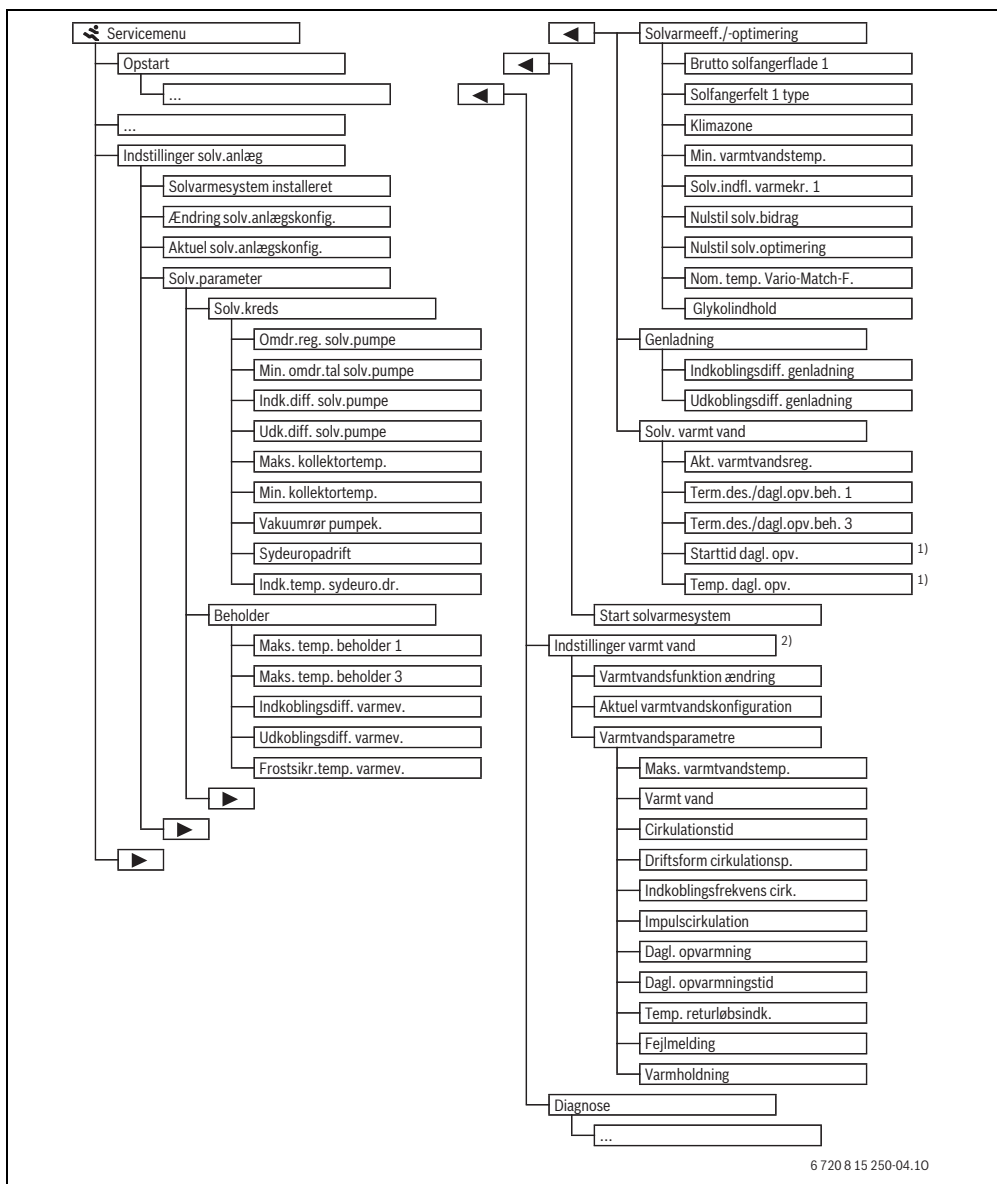 Servicemenu
Opstart
...
...
Indstillinger solv.anlæg
Solvarmesystem installeret
Ændring solv.anlægskonfig.
Aktuel solv.anlægskonfig.
Solv.parameter
Solv.kreds
Omdr.reg. solv.pumpe
Min. omdr.tal solv.pumpe
Indk.diff. solv.pumpe
Udk.diff. solv.pumpe
Maks. kollektortemp.
Min. kollektortemp.
Vakuumrør pumpek.
Sydeuropadrift
Indk.temp. sydeuro.dr.
Beholder
Maks. temp. beholder 1
Maks. temp. beholder 3
Indkoblingsdiff. varmev.
Udkoblingsdiff. varmev.
Frostsikr.temp. varmev.
Solvarmeeff./-optimering
Brutto solfangerflade 1
Solfangerfelt 1 type
Klimazone
Min. varmtvandstemp.
Solv.indfl. varmekr. 1
Nulstil solv.bidrag
Nulstil solv.optimering
Nom. temp. Vario-Match-F.
Glykolindhold
Genladning
Indkoblingsdiff. genladning
Udkoblingsdiff. genladning
Solv. varmt vand
Akt. varmtvandsreg.
Term.des./dagl.opv.beh. 1
Term.des./dagl.opv.beh. 3
Starttid dagl. opv. 1)
Temp. dagl. opv. 1)
Start solvarmesystem
Indstillinger varmt vand 2)
Varmtvandsfunktion ændring
Aktuel varmtvandskonfiguration
Varmtvandsparametre
Maks. varmtvandstemp.
Varmt vand
Cirkulationstid
Driftsform cirkulationsp.
Indkoblingsfrekvens cirk.
Impulscirkulation
Dagl. opvarmning
Dagl. opvarmningstid
Temp. returløbsindk.
Fejlmelding
Varmholdning
Diagnose
...
6 720 8 15 250-04.1O